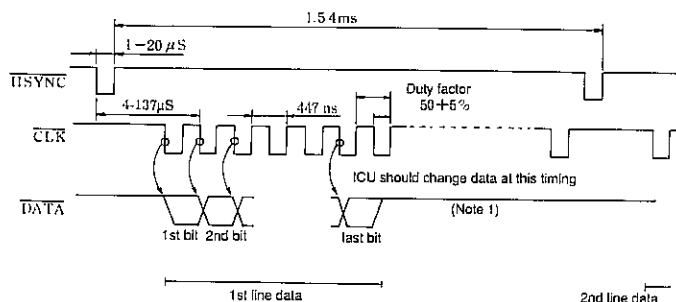 1.54ms
1-20 μS
HSYNC
4-137μS
447 ns
Duty factor
50+5%
CLK
ICU should change data at this timing
DATA
(Note 1)
1st bit
2nd bit
last bit
1st line data
2nd line data